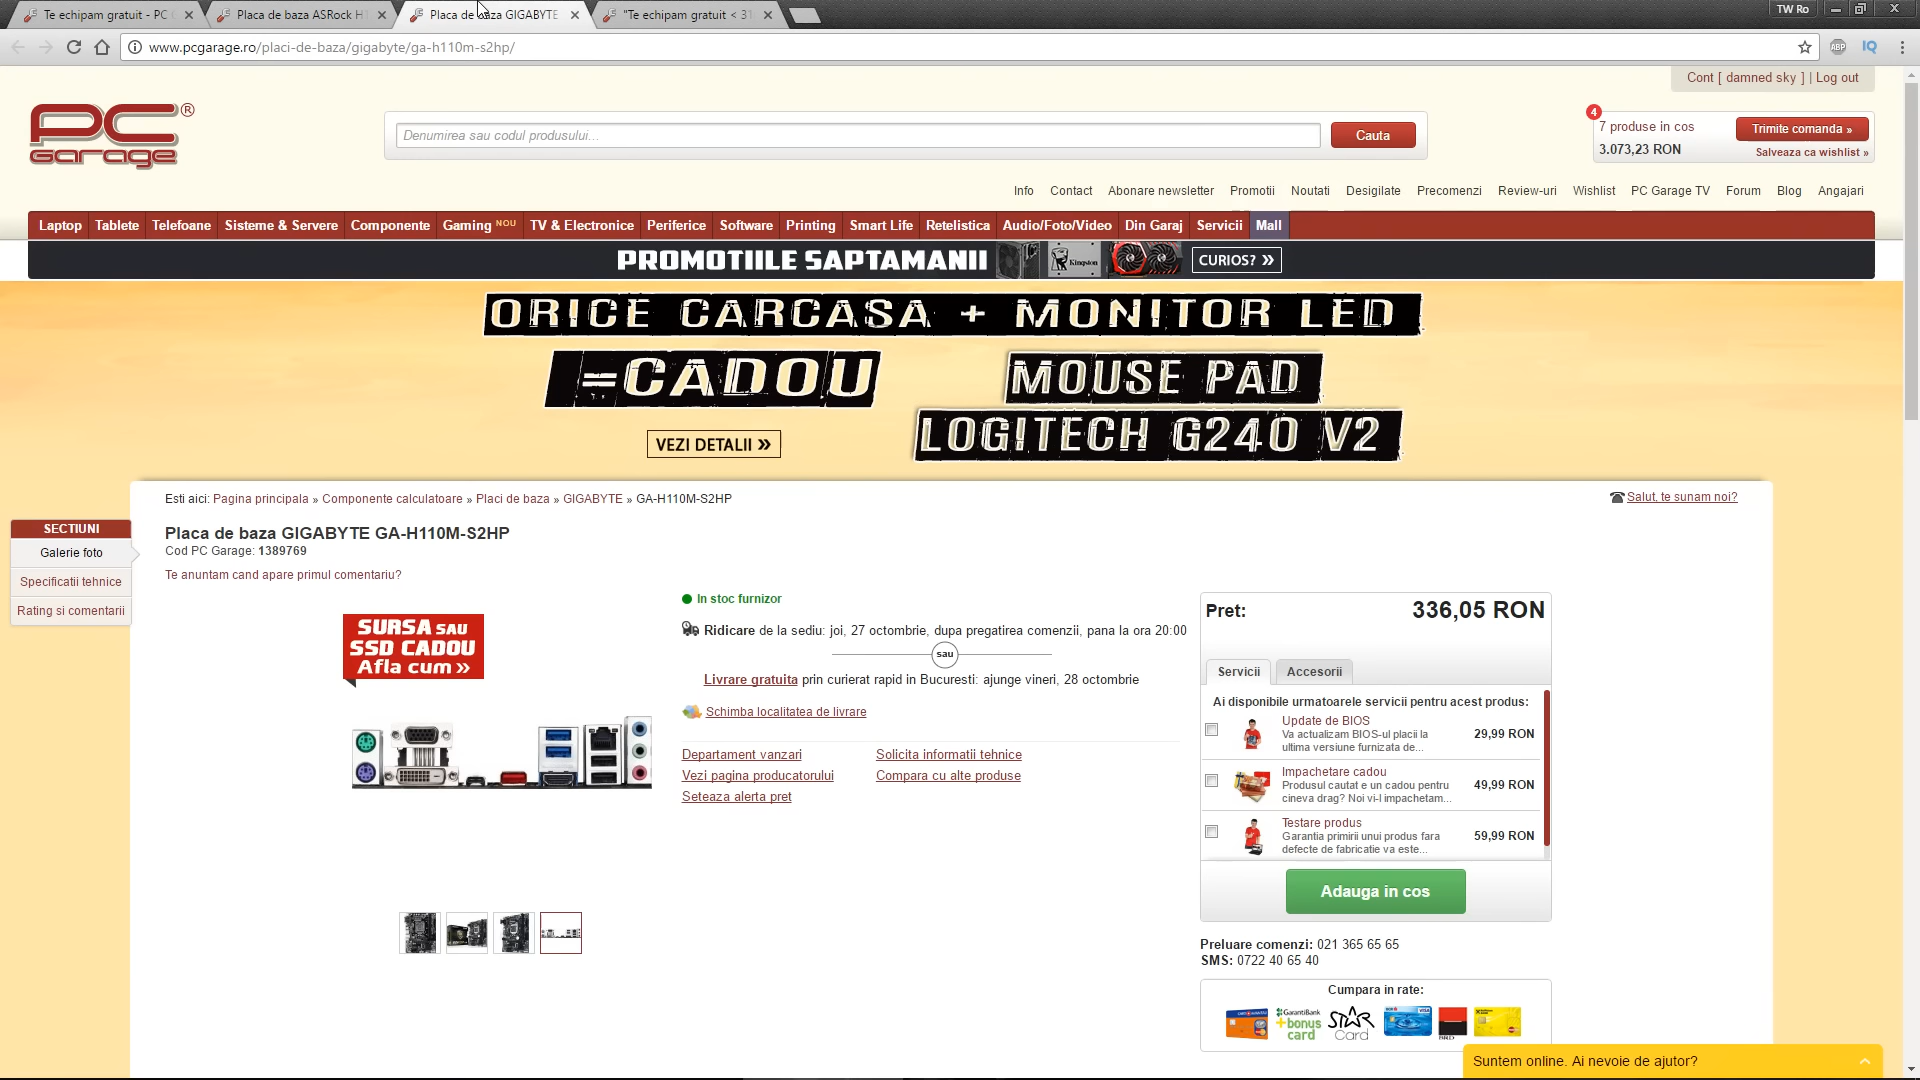 Te echipam gratuit - PC
Placa de baza ASRock
Placa de baza GIGABYTE
"Te echipam gratuit < 31
TW Ro
www.pcgarage.ro/placi-de-baza/gigabyte/ga-h110m-s2hp/
ABP
IQ
Cont [ damned sky ] | Log out
PC Garage ®
Denumirea sau codul produsului...
Cauta
4
7 produse in cos
Trimite comanda »
3.073,23 RON
Salveaza ca wishlist »
Info Contact Abonare newsletter Promotii Noutati Desigilate Precomenzi Review-uri Wishlist PC Garage TV Forum Blog Angajari
Laptop Tablete Telefoane Sisteme & Servere Componente Gaming NOU TV & Electronice Periferice Software Printing Smart Life Retelistica Audio/Foto/Video Din Garaj Servicii Mall
PROMOTIILE SAPTAMANII Kingston CURIOS? »
ORICE CARCASA + MONITOR LED
=CADOU MOUSE PAD
LOGITECH G240 V2
VEZI DETALII »
Esti aici: Pagina principala » Componente calculatoare » Placi de baza » GIGABYTE » GA-H110M-S2HP
Salut, te sunam noi?
SECTIUNI
Galerie foto
Specificatii tehnice
Rating si comentarii
Placa de baza GIGABYTE GA-H110M-S2HP
Cod PC Garage: 1389769
Te anuntam cand apare primul comentariu?
SURSA SAU
SSD CADOU
Afla cum »
In stoc furnizor
Ridicare de la sediu: joi, 27 octombrie, dupa pregatirea comenzii, pana la ora 20:00
sau
Livrare gratuita prin curierat rapid in Bucuresti: ajunge vineri, 28 octombrie
Schimba localitatea de livrare
Departament vanzari Solicita informatii tehnice
Vezi pagina producatorului Compara cu alte produse
Seteaza alerta pret
Pret: 336,05 RON
Servicii Accesorii
Ai disponibile urmatoarele servicii pentru acest produs:
Update de BIOS
Va actualizam BIOS-ul placii la
ultima versiune furnizata de...
29,99 RON
Impachetare cadou
Produsul cautat e un cadou pentru
cineva drag? Noi vi-l impachetam...
49,99 RON
Testare produs
Garantia primirii unui produs fara
defecte de fabricatie va este...
59,99 RON
Adauga in cos
Preluare comenzi: 021 365 65 65
SMS: 0722 40 65 40
Cumpara in rate:
GarantiBank
+bonus
card
STAR
Card
VISA
BRD
Suntem online. Ai nevoie de ajutor?